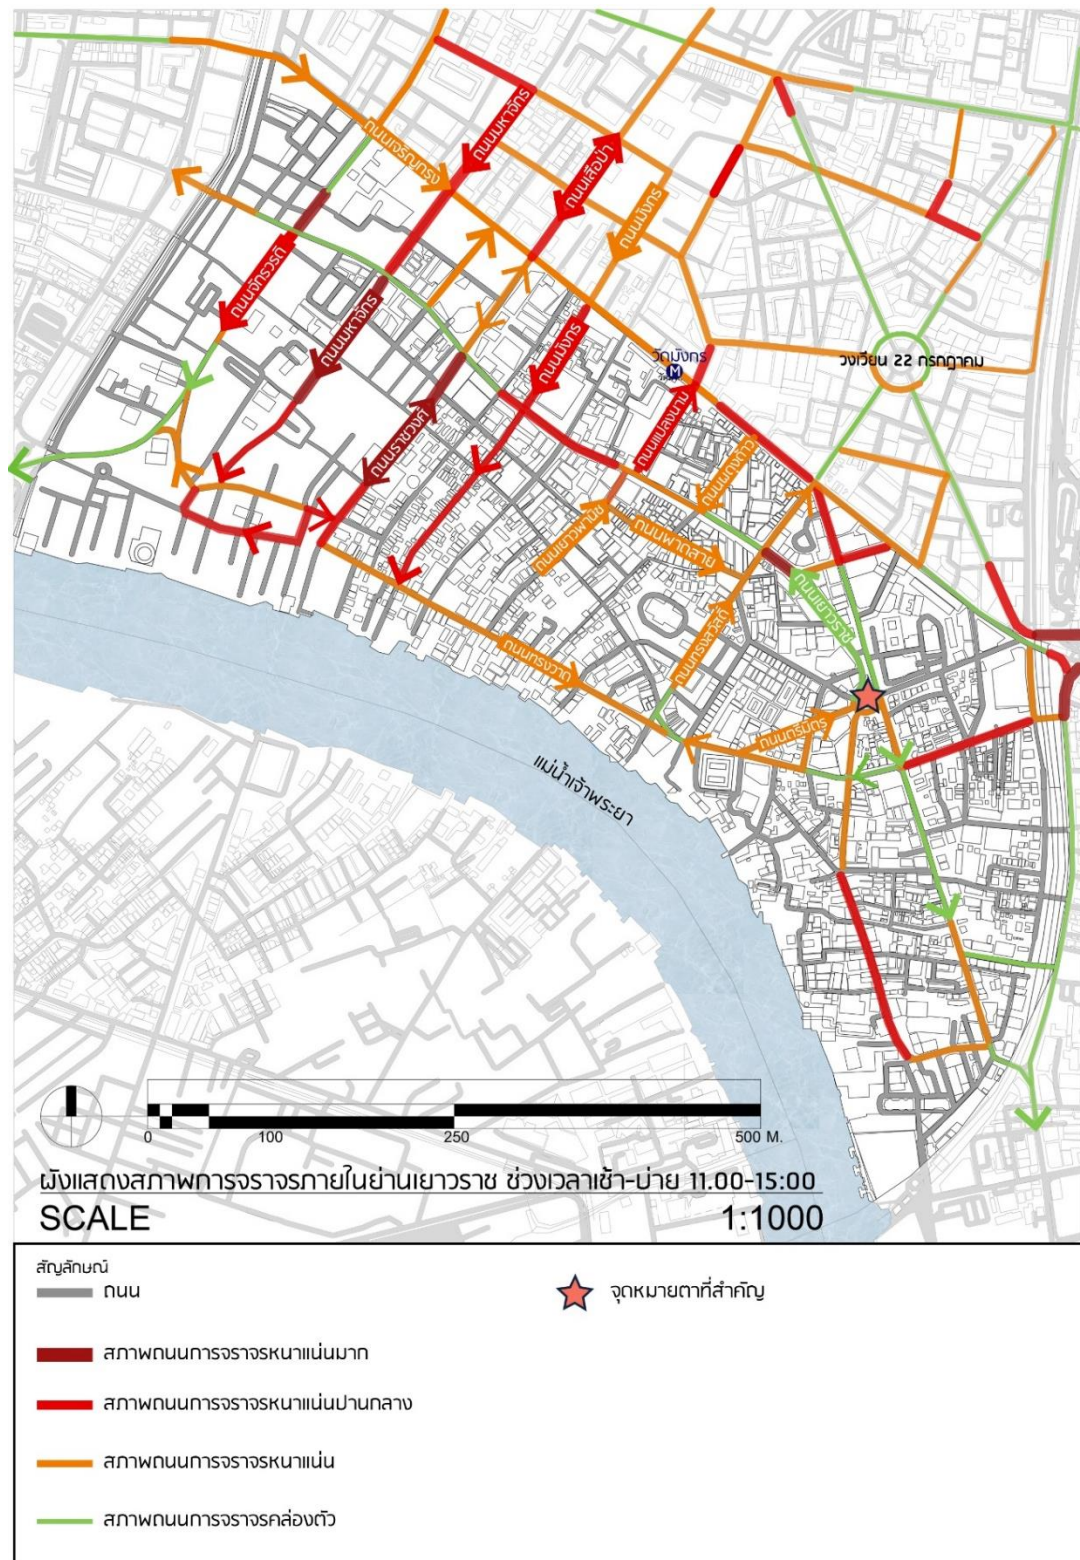 ถนนมหาจักร
ถนนเจริญกรุง
ถนนเสือป่า
ถนนมังกร
ถนนจักรวรรดิ
ถนนมหาจักร
ถนนมังกร
วัดมังกร
M
วงเวียน 22 กรกฎาคม
ถนนราชวงศ์
ถนนแปลงนาม
ถนนผดุงด้าว
ถนนเยาวพานิช
ถนนพาดสาย
ถนนเยาวราช
ถนนทรงสวัสดิ์
ถนนทรงวาด
ถนนตรีมิตร
แม่น้ำเจ้าพระยา
0 100 250 500 M.
ผังแสดงสภาพการจราจรภายในย่านเยาวราช ช่วงเวลาเช้า-บ่าย 11.00-15:00
SCALE 1:1000
สัญลักษณ์
ถนน
จุดหมายตาที่สำคัญ
สภาพถนนการจราจรหนาแน่นมาก
สภาพถนนการจราจรหนาแน่นปานกลาง
สภาพถนนการจราจรหนาแน่น
สภาพถนนการจราจรคล่องตัว